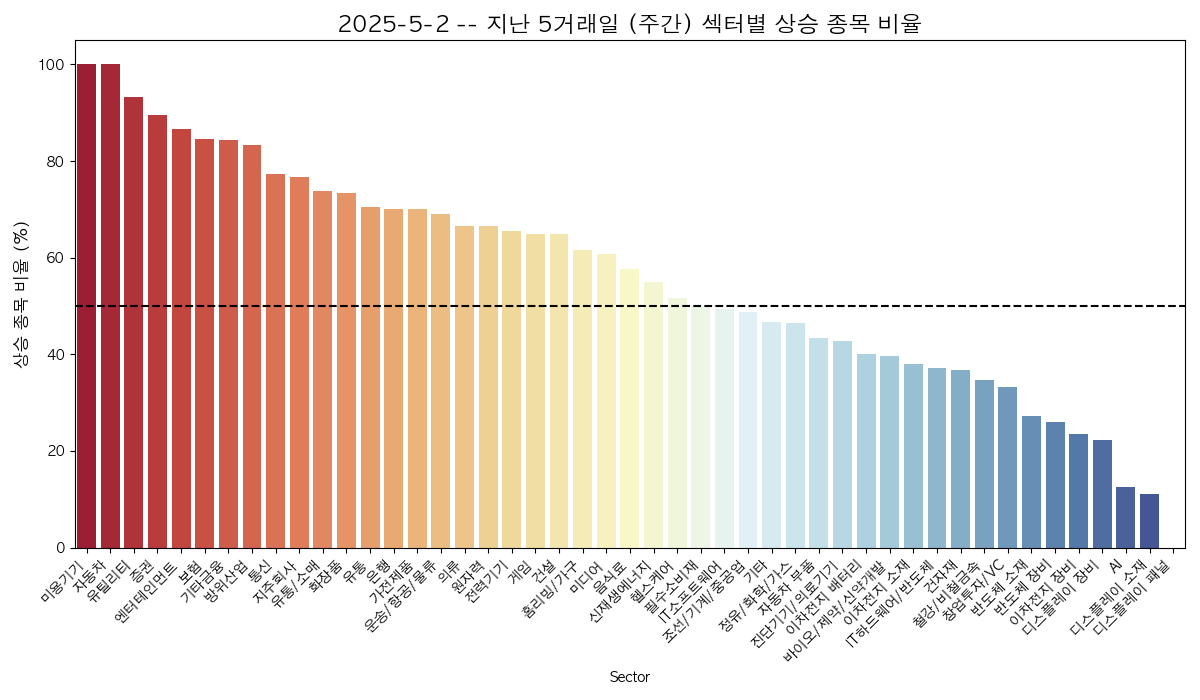 2025-5-2 -- 지난 5거래일 (주간) 섹터별 상승 종목 비율
상승 종목 비율 (%)
100
80
60
40
20
0
미용기기
자동차
유틸리티
증권
엔터테인먼트
보험
기타금융
방위산업
통신
지주회사
유통/소매
화장품
유통
은행
가전제품
운송/항공/물류
의류
원자력
전력기기
게임
건설
홈리빙/가구
미디어
음식료
신재생에너지
헬스케어
필수소비재
IT소프트웨어
조선/기계/중공업
기타
정유/화학/가스
자동차 부품
진단기기/의료기기
이차전지 배터리
바이오/제약/신약개발
이차전지 소재
IT하드웨어/반도체
건자재
철강/비철금속
창업투자/VC
반도체 소재
반도체 장비
이차전지 장비
디스플레이 장비
AI
디스플레이 소재
디스플레이 패널
Sector